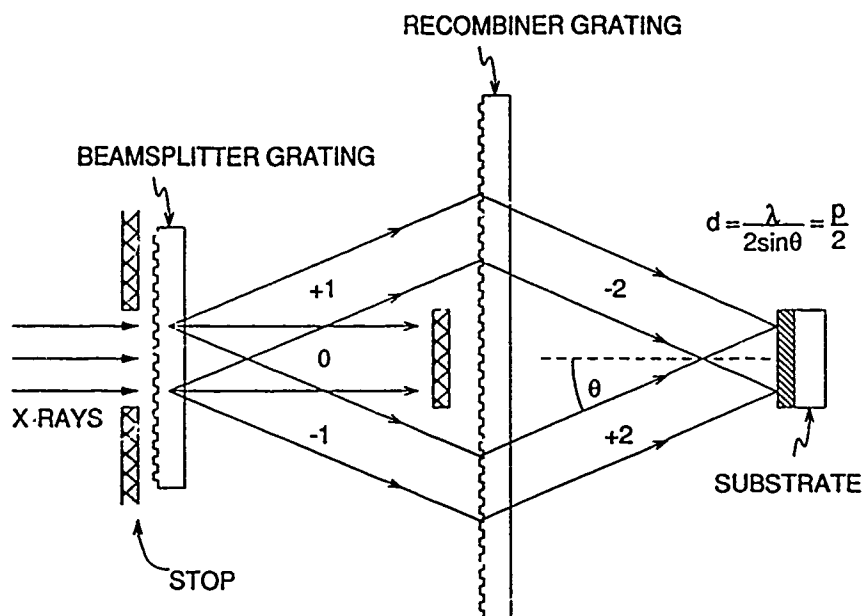 RECOMBINER GRATING
BEAMSPLITTER GRATING
d = λ / 2sinθ = p / 2
+1
-2
0
θ
X-RAYS
-1
+2
SUBSTRATE
STOP